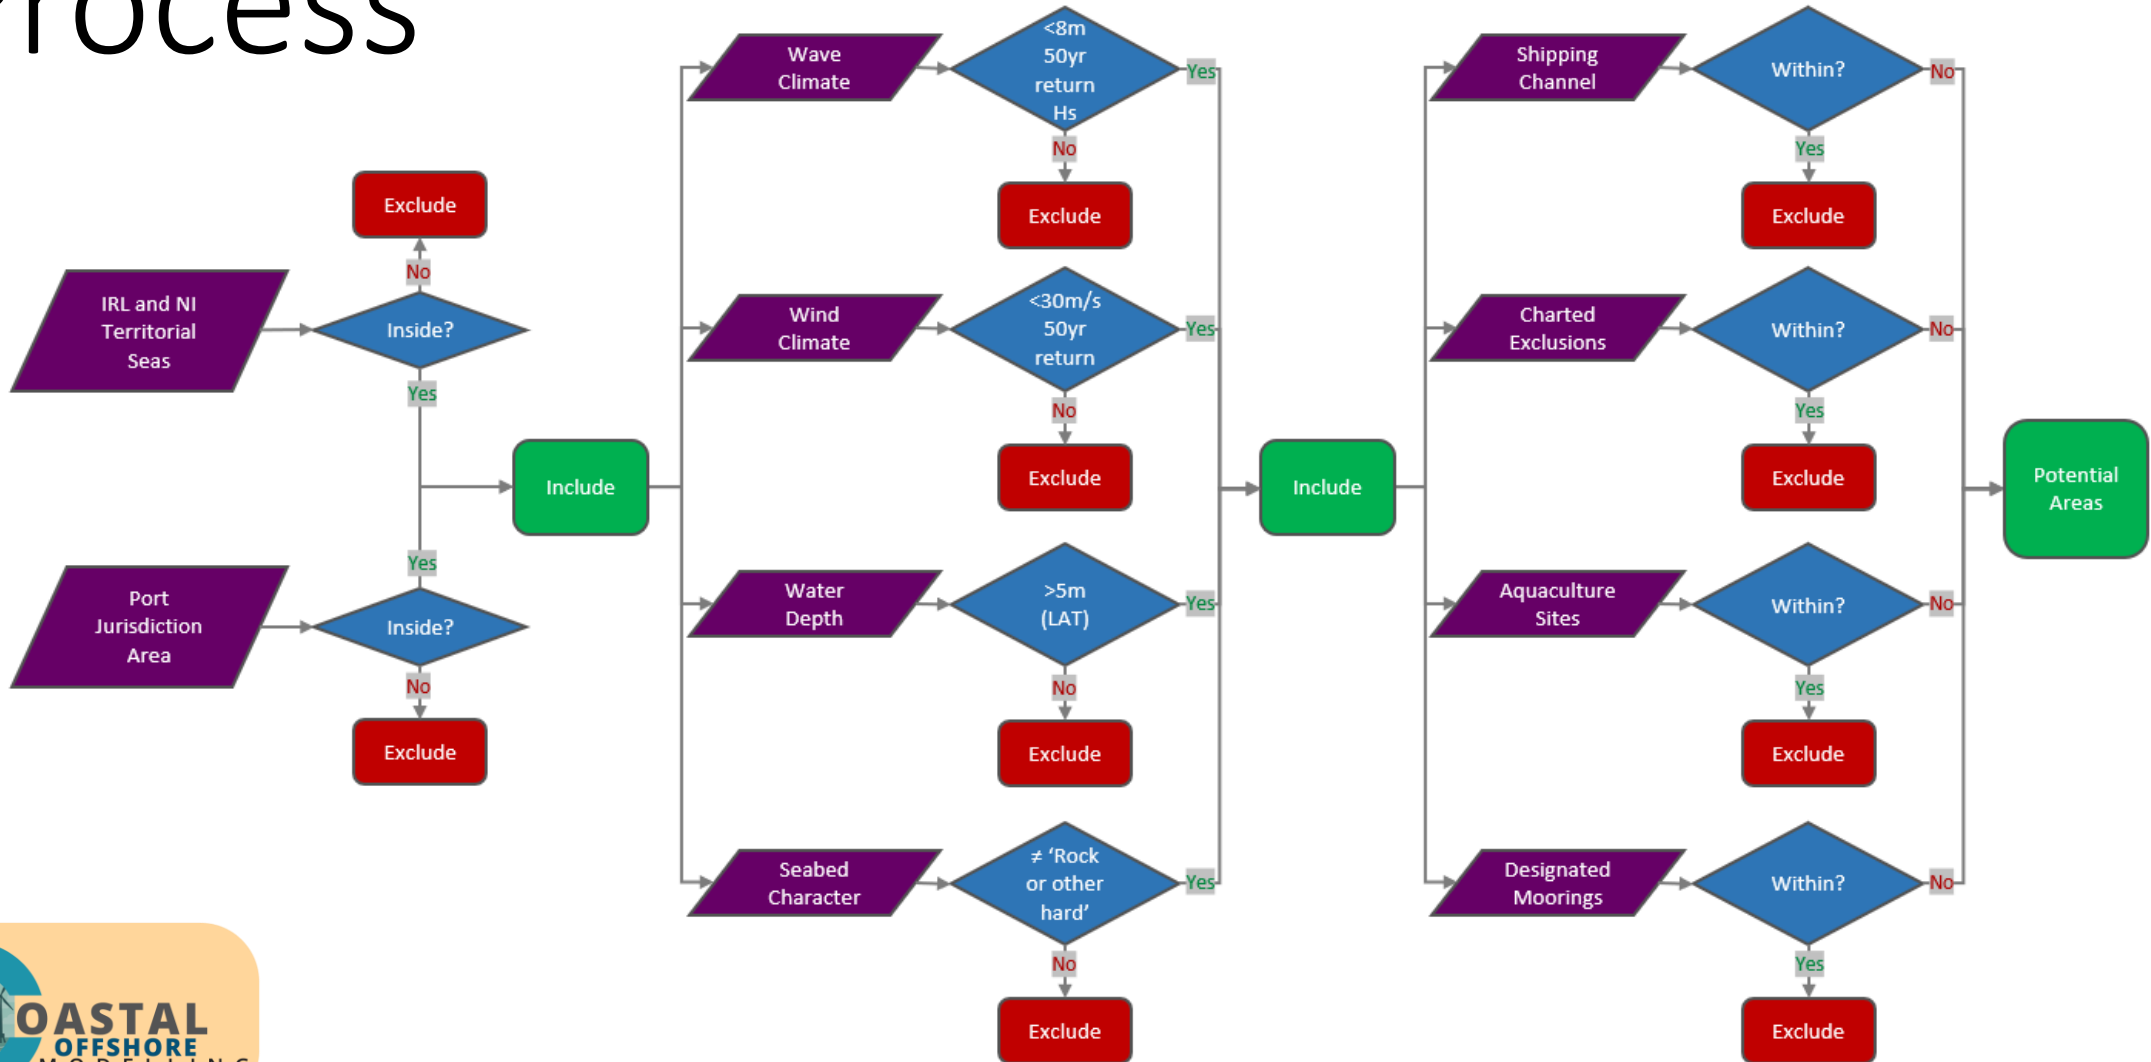 Process
IRL and NI
Territorial
Seas
Inside?
No
Exclude
Yes
Port
Jurisdiction
Area
Inside?
Yes
No
Exclude
Include
Wave
Climate
<8m
50yr
return
Hs
Yes
No
Exclude
Wind
Climate
<30m/s
50yr
return
Yes
No
Exclude
Water
Depth
>5m
(LAT)
Yes
No
Exclude
Seabed
Character
≠ ‘Rock
or other
hard’
Yes
No
Exclude
Include
Shipping
Channel
Within?
No
Yes
Exclude
Charted
Exclusions
Within?
No
Yes
Exclude
Aquaculture
Sites
Within?
No
Yes
Exclude
Designated
Moorings
Within?
No
Yes
Exclude
Potential
Areas
COASTAL
OFFSHORE
MODELLING